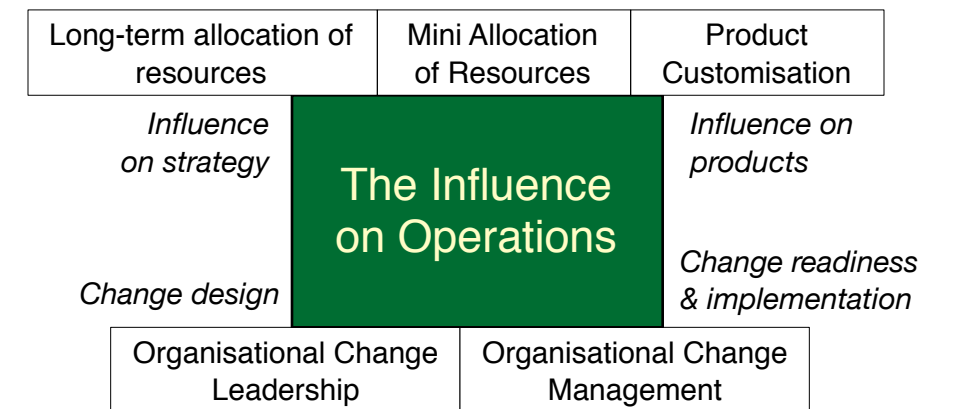 Long-term allocation of
resources
Mini Allocation
of Resources
Product
Customisation
Influence
on strategy
Influence on
products
The Influence
on Operations
Change design
Change readiness
& implementation
Organisational Change
Leadership
Organisational Change
Management